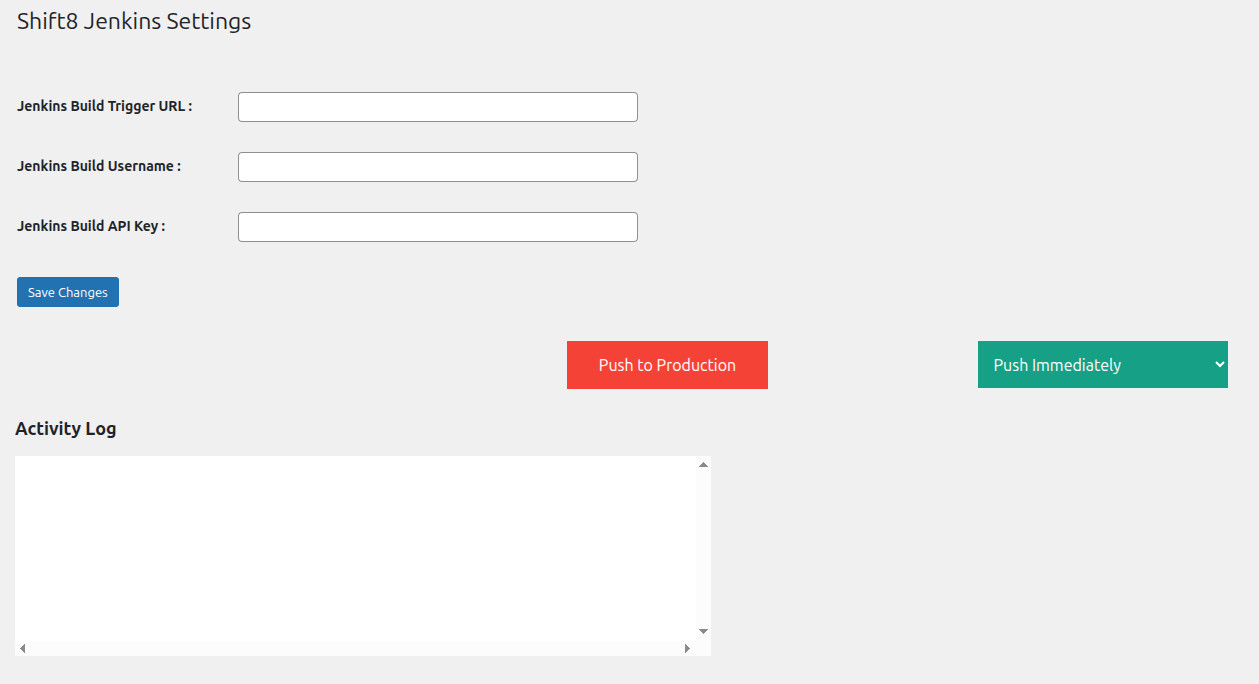 Shift8 Jenkins Settings
Jenkins Build Trigger URL :
Jenkins Build Username :
Jenkins Build API Key :
Save Changes
Push to Production
Push Immediately
Activity Log